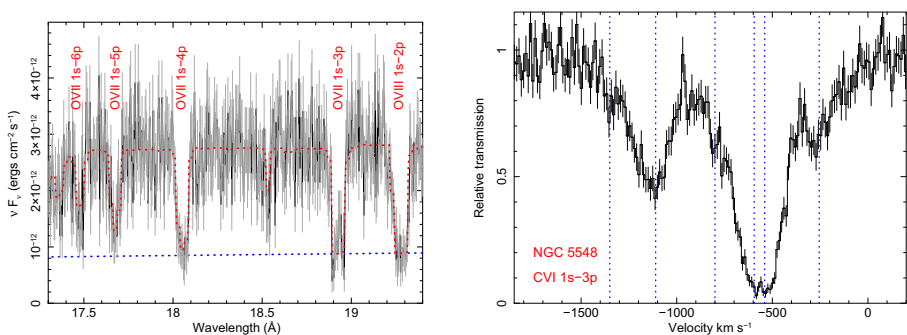 OVII 1s−6p
OVII 1s−5p
OVII 1s−4p
OVII 1s−3p
OVIII 1s−2p
ν Fν (ergs cm−2 s−1)
4×10−12
3×10−12
2×10−12
10−12
0
17.5
18
18.5
19
Wavelength (Å)
Relative transmission
1
0.5
0
NGC 5548
CVI 1s−3p
−1500
−1000
−500
0
Velocity km s−1